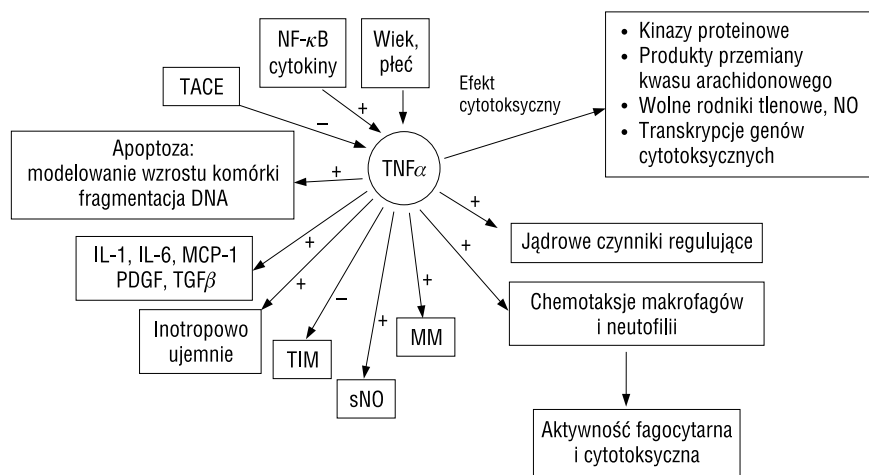 NF-κB
cytokiny
Wiek,
płeć
TACE
Efekt
cytotoksyczny
• Kinazy proteinowe
• Produkty przemiany
kwasu arachidonowego
• Wolne rodniki tlenowe, NO
• Transkrypcje genów
cytotoksycznych
+
–
TNFα
Apoptoza:
modelowanie wzrostu komórki
fragmentacja DNA
+
+
Jądrowe czynniki regulujące
IL-1, IL-6, MCP-1
PDGF, TGFβ
+
+
Inotropowo
ujemnie
+
–
TIM
+
sNO
+
MM
Chemotaksje makrofagów
i neutofilii
Aktywność fagocytarna
i cytotoksyczna